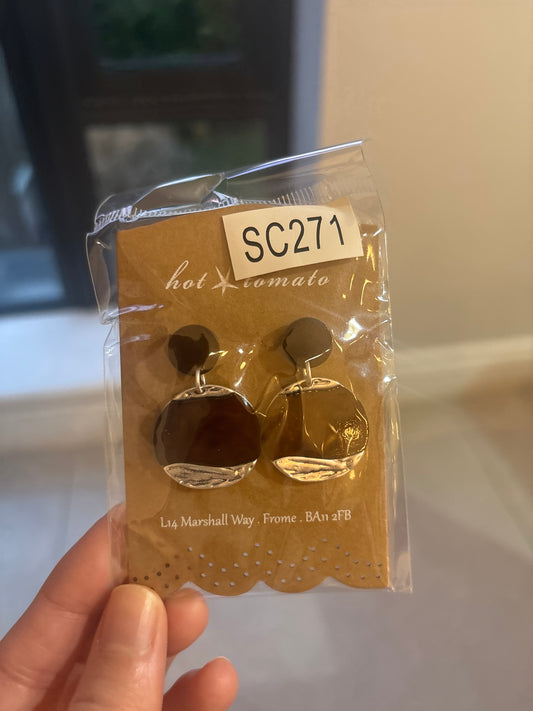 SC271
hot tomato
L14 Marshall Way . Frome . BA11 2FB